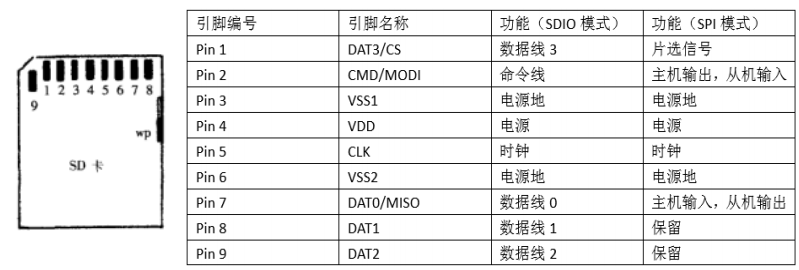 1 2 3 4 5 6 7 8
9
wp
SD 卡
引脚编号 引脚名称 功能（SDIO 模式） 功能（SPI 模式）
Pin 1 DAT3/CS 数据线 3 片选信号
Pin 2 CMD/MODI 命令线 主机输出，从机输入
Pin 3 VSS1 电源地 电源地
Pin 4 VDD 电源 电源
Pin 5 CLK 时钟 时钟
Pin 6 VSS2 电源地 电源地
Pin 7 DAT0/MISO 数据线 0 主机输入，从机输出
Pin 8 DAT1 数据线 1 保留
Pin 9 DAT2 数据线 2 保留